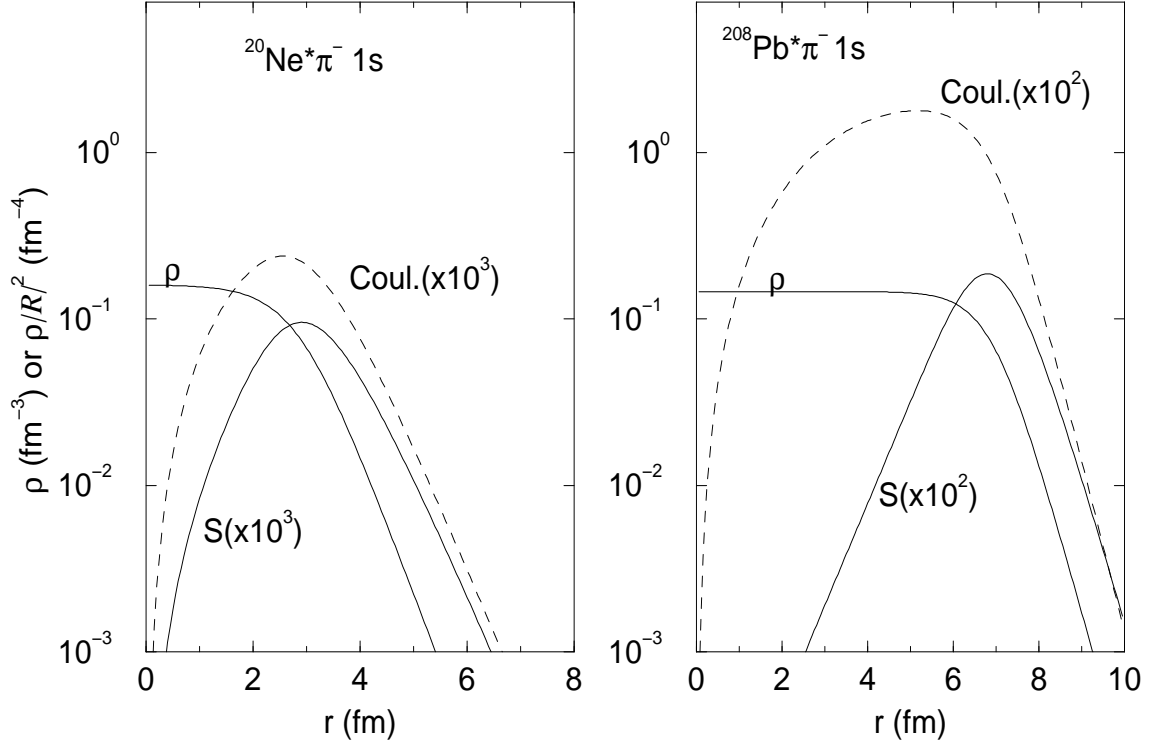 ²⁰Ne*π⁻ 1s
²⁰⁸Pb*π⁻ 1s
Coul.(x10²)
10⁰
10⁰
ρ
Coul.(x10³)
ρ
10⁻¹
10⁻¹
ρ (fm⁻³) or ρ|R|² (fm⁻⁴)
10⁻²
10⁻²
S(x10³)
S(x10²)
10⁻³
10⁻³
0 2 4 6 8
0 2 4 6 8 10
r (fm)
r (fm)